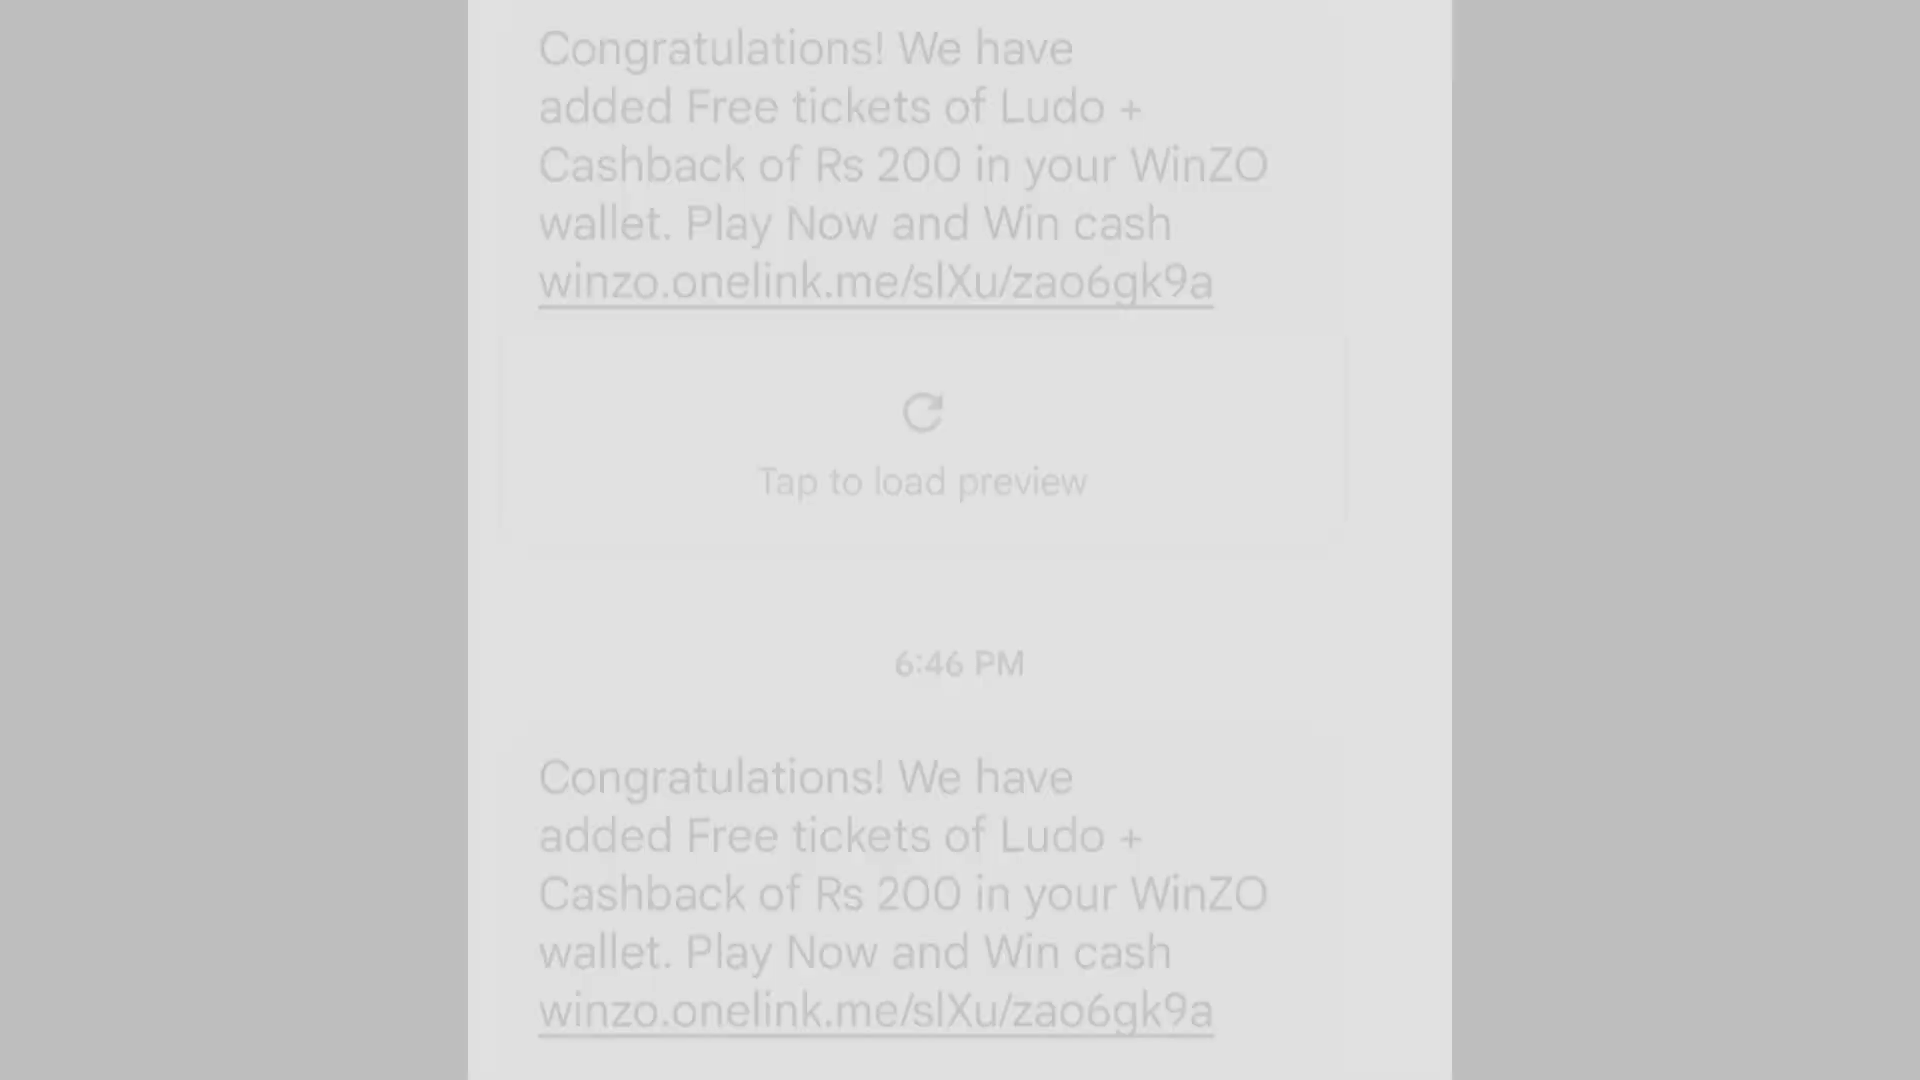 Congratulations! We have
added Free tickets of Ludo +
Cashback of Rs 200 in your WinZO
wallet. Play Now and Win cash
winzo.onelink.me/slXu/zao6gk9a
Tap to load preview
6:46 PM
Congratulations! We have
added Free tickets of Ludo +
Cashback of Rs 200 in your WinZO
wallet. Play Now and Win cash
winzo.onelink.me/slXu/zao6gk9a